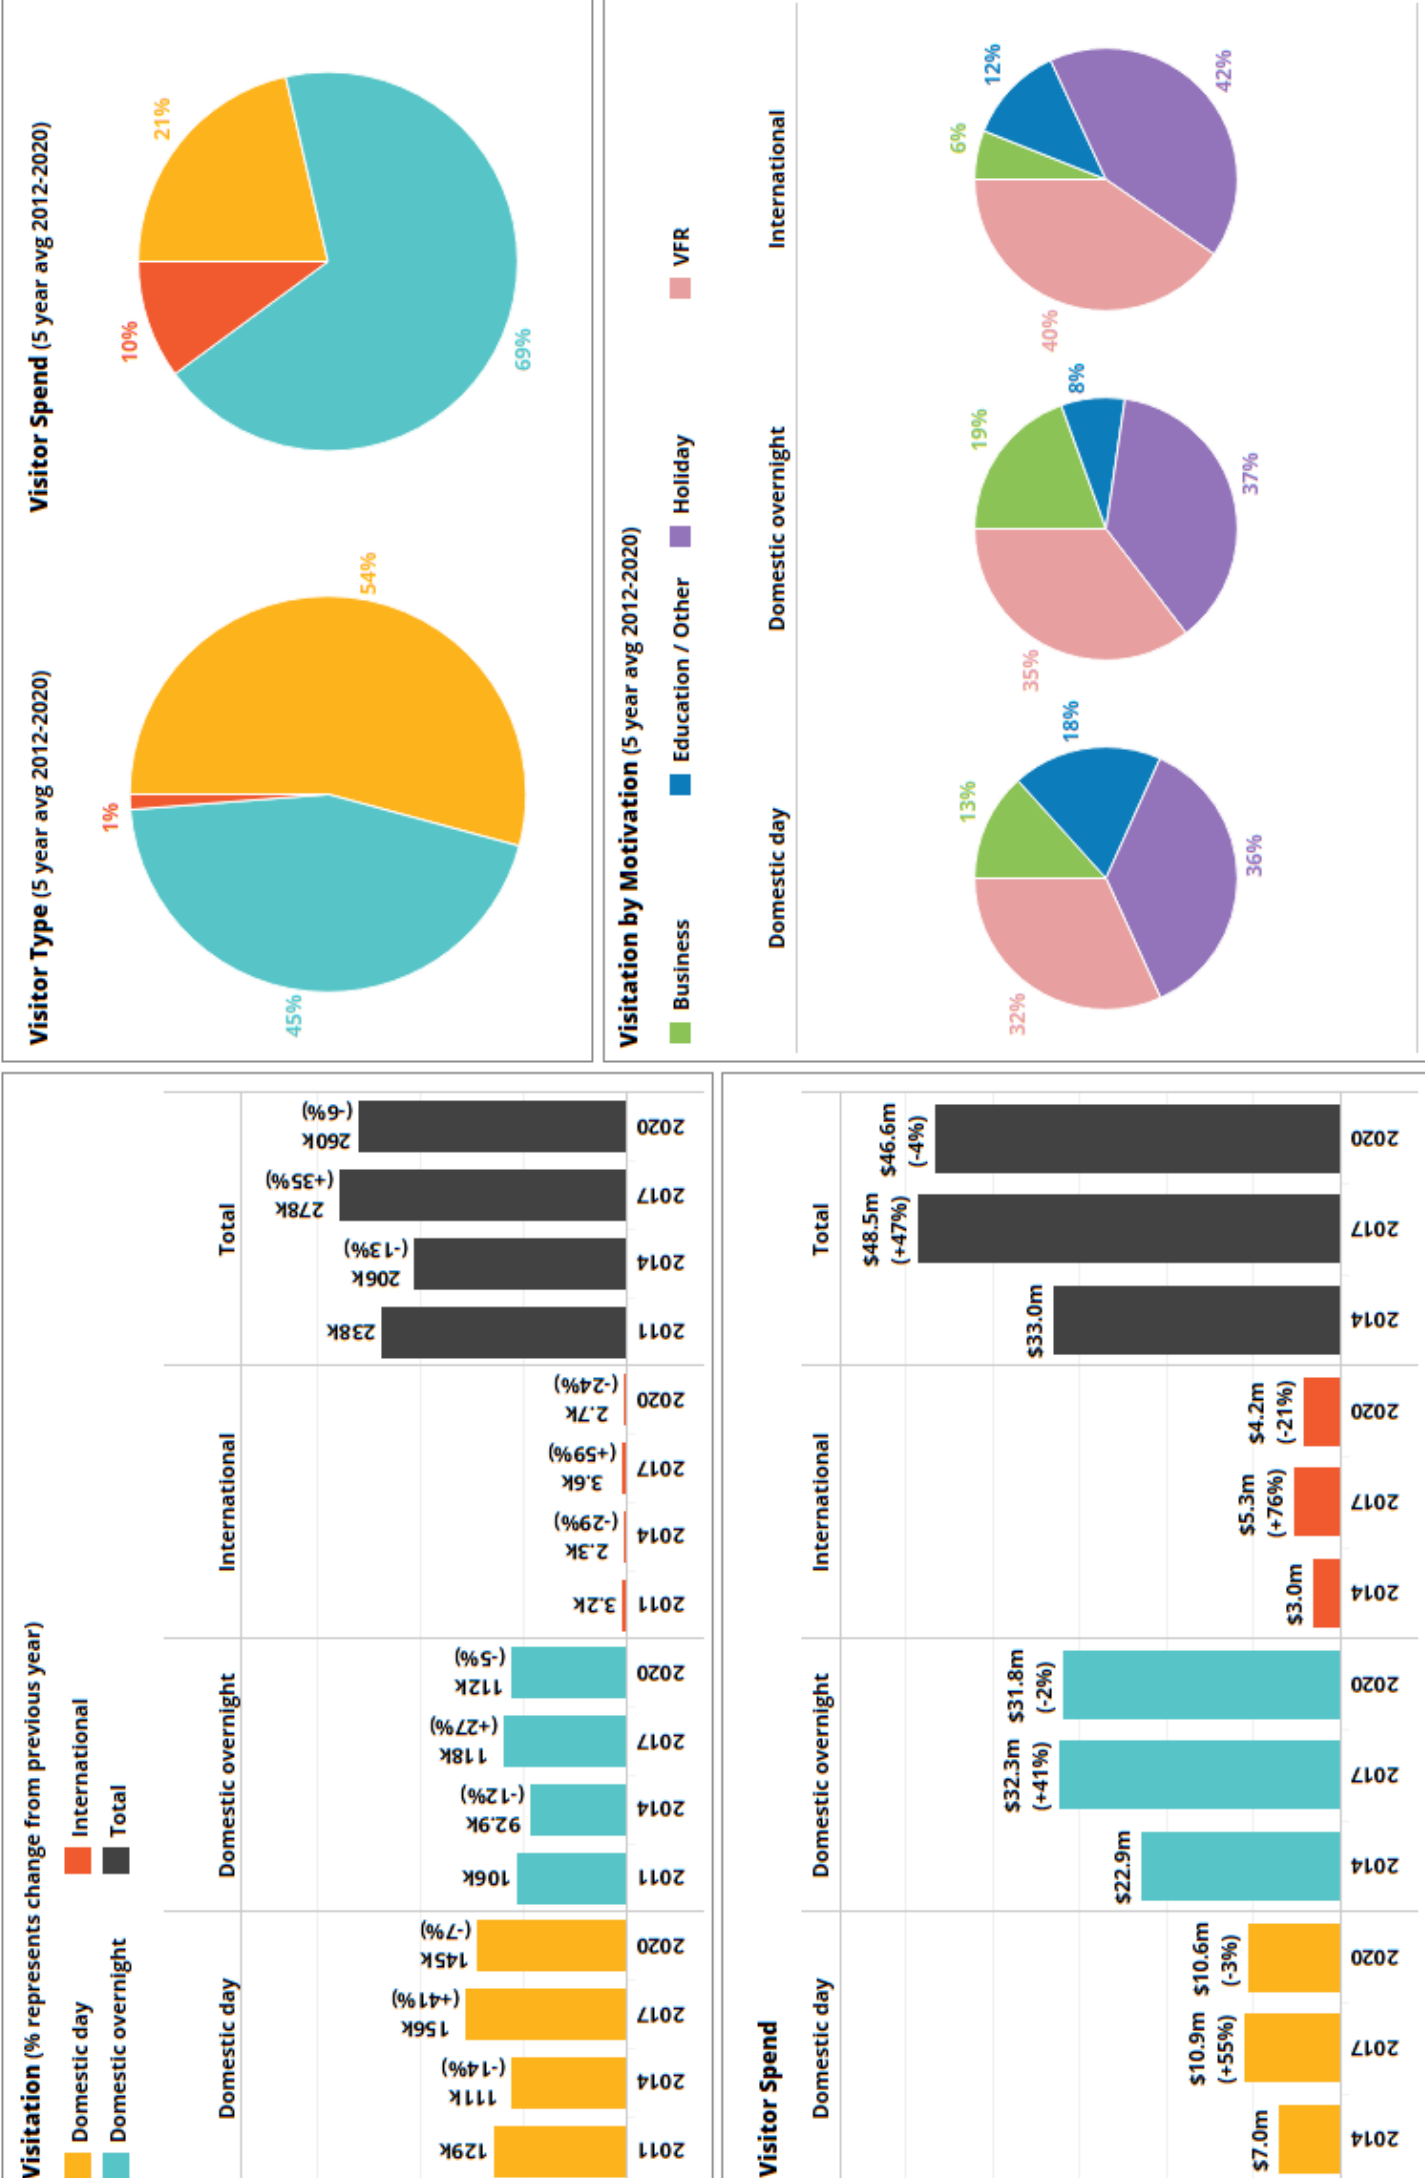 Visitation (% represents change from previous year)
Domestic day
International
Domestic overnight
Total
Domestic day
Domestic overnight
International
Total
129k
111k
(-14%)
156k
(+41%)
145k
(-7%)
106k
92.9k
(-12%)
118k
(+27%)
112k
(-5%)
3.2k
2.3k
(-29%)
3.6k
(+59%)
2.7k
(-24%)
238k
206k
(-13%)
278k
(+35%)
260k
(-6%)
2011
2014
2017
2020
2011
2014
2017
2020
2011
2014
2017
2020
2011
2014
2017
2020
Visitor Spend
Domestic day
Domestic overnight
International
Total
$7.0m
$10.9m
(+55%)
$10.6m
(-3%)
$22.9m
$32.3m
(+41%)
$31.8m
(-2%)
$3.0m
$5.3m
(+76%)
$4.2m
(-21%)
$33.0m
$48.5m
(+47%)
$46.6m
(-4%)
2014
2017
2020
2014
2017
2020
2014
2017
2020
2014
2017
2020
Visitor Type (5 year avg 2012-2020)
1%
54%
45%
Visitor Spend (5 year avg 2012-2020)
10%
21%
69%
Visitation by Motivation (5 year avg 2012-2020)
Business
Education / Other
Holiday
VFR
Domestic day
13%
18%
36%
32%
Domestic overnight
19%
8%
37%
35%
International
6%
12%
42%
40%